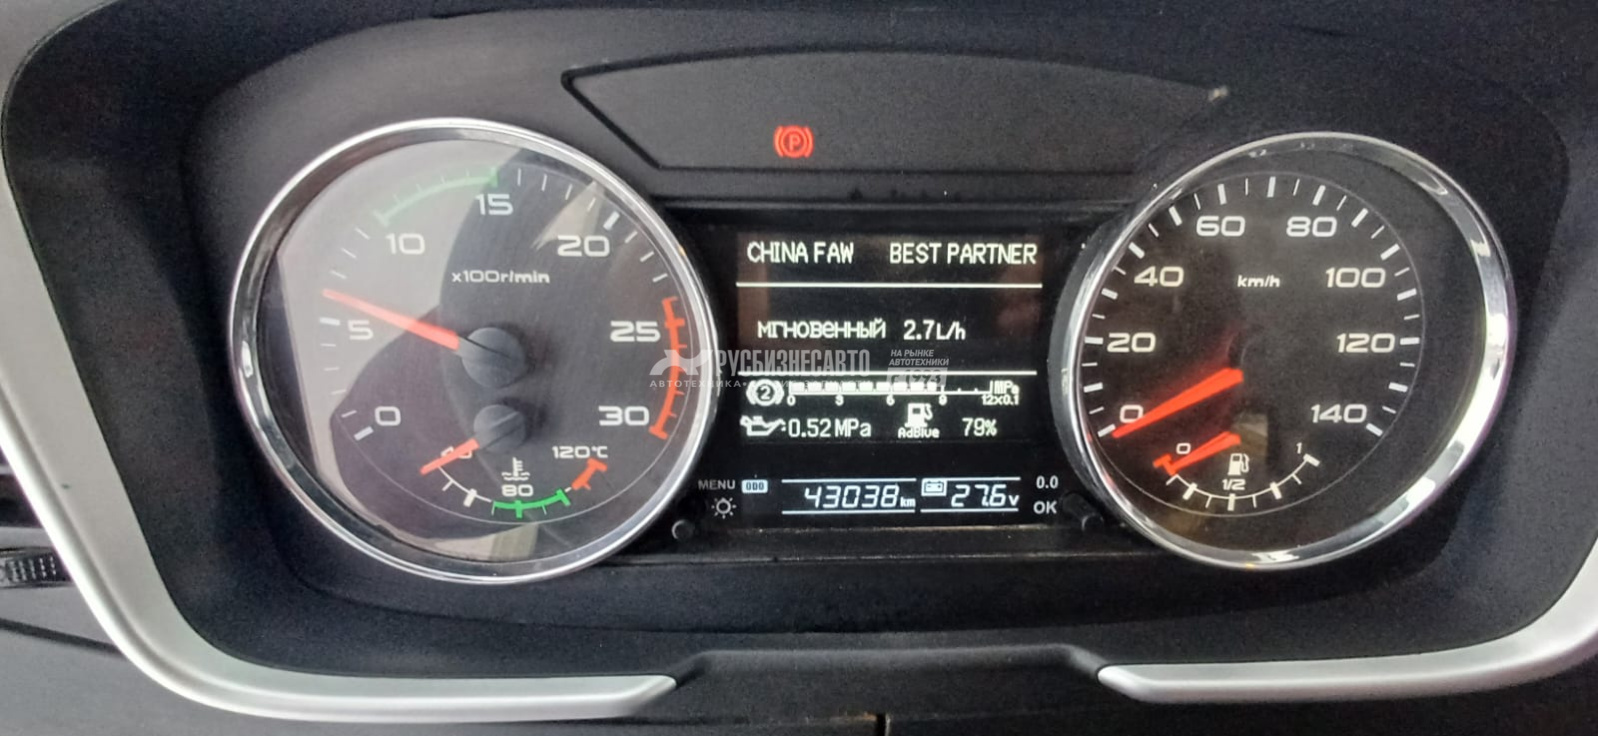 15
10
20
x100r/min
5
25
0
30
120°C
80
CHINA FAW BEST PARTNER
мгновенный 2.7L/h
РУСБИЗНЕСАВТО
НА РЫНКЕ
АВТОТЕХНИКИ
2
MPa
0 3 6 9 12x0.1
0.52 MPa AdBlue 79%
MENU ODO 43038 km 27.6 v 0.0
OK
60 80
40 km/h 100
20 120
0 140
0 1/2 1
P